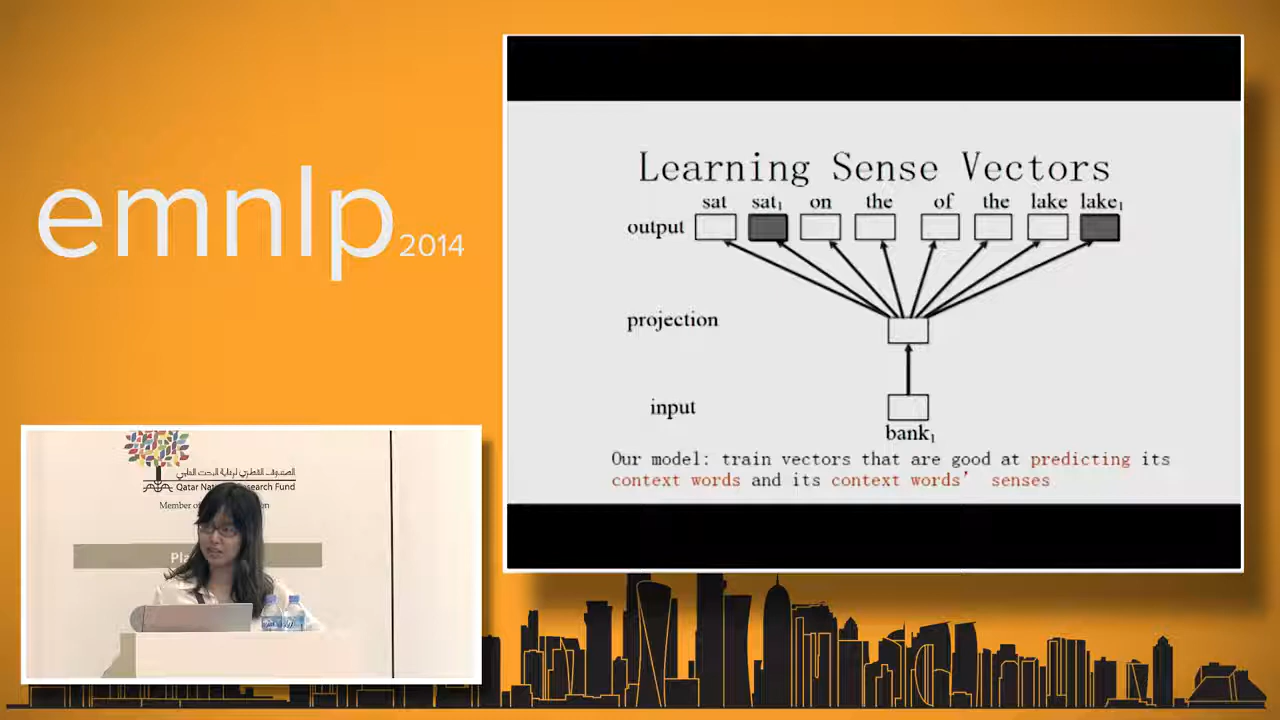 emnlp 2014
Learning Sense Vectors
sat sat₁ on the of the lake lake₁
output
projection
input
bank₁
Our model: train vectors that are good at predicting its
context words and its context words' senses
Qatar National Research Fund
Member of